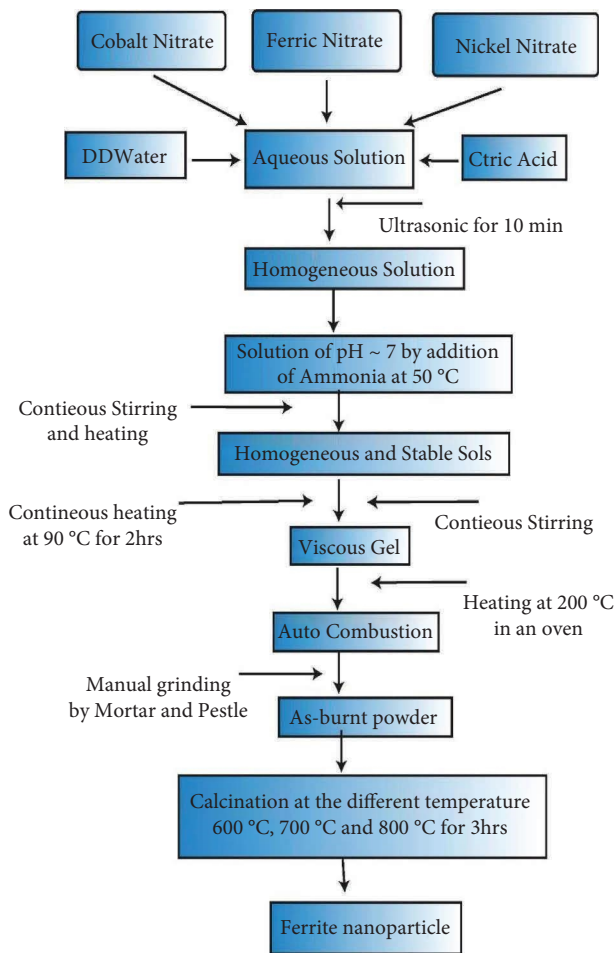 Cobalt Nitrate
Ferric Nitrate
Nickel Nitrate
DDWater
Aqueous Solution
Ctric Acid
Ultrasonic for 10 min
Homogeneous Solution
Solution of pH ~ 7 by addition
of Ammonia at 50 °C
Contieous Stirring
and heating
Homogeneous and Stable Sols
Contineous heating
at 90 °C for 2hrs
Contieous Stirring
Viscous Gel
Heating at 200 °C
in an oven
Auto Combustion
Manual grinding
by Mortar and Pestle
As-burnt powder
Calcination at the different temperature
600 °C, 700 °C and 800 °C for 3hrs
Ferrite nanoparticle